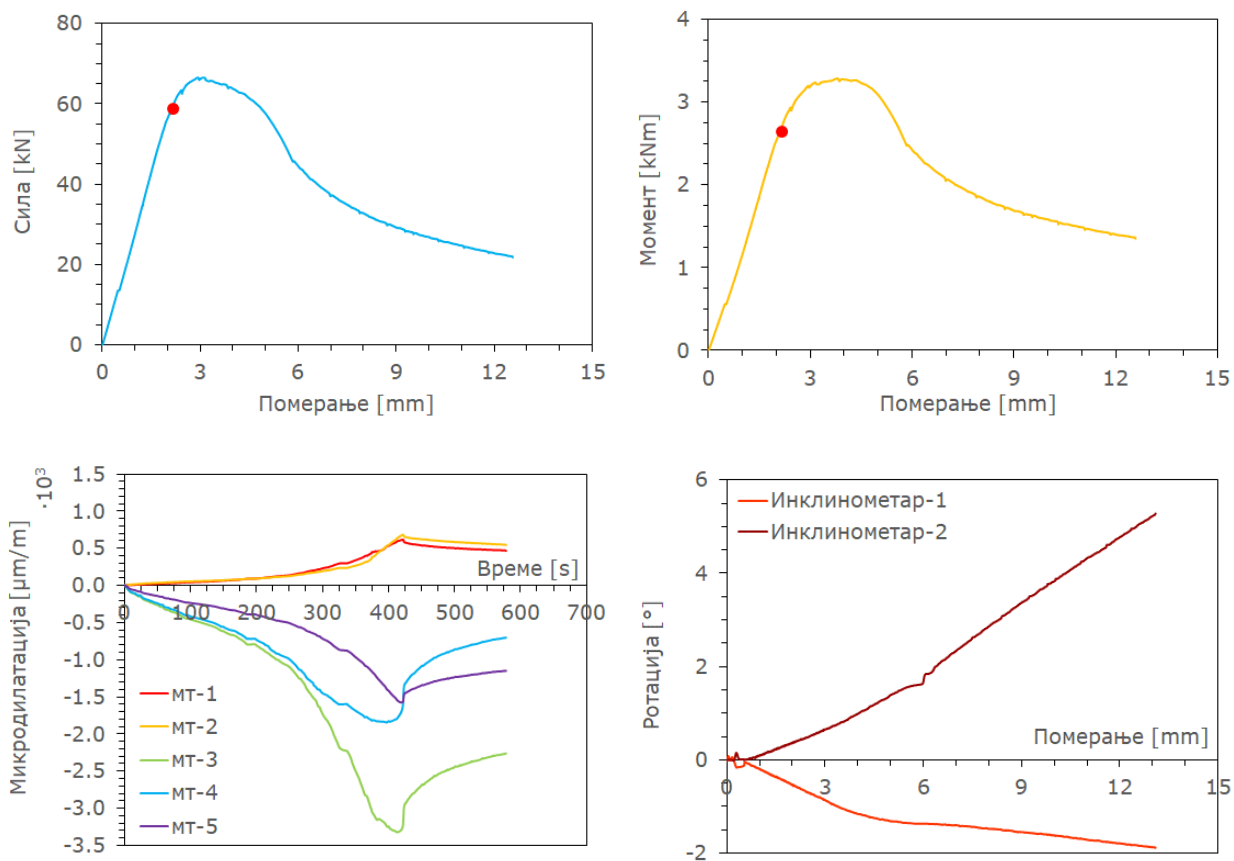 Сила [kN]
80
60
40
20
0
0 3 6 9 12 15
Померање [mm]
Момент [kNm]
4
3
2
1
0
0 3 6 9 12 15
Померање [mm]
Микродилатација [μm/m] ·10³
1.5
1.0
0.5
0.0
-0.5
-1.0
-1.5
-2.0
-2.5
-3.0
-3.5
Време [s]
0 100 200 300 400 500 600 700
мт-1
мт-2
мт-3
мт-4
мт-5
Ротација [°]
6
4
2
0
-2
Инклинометар-1
Инклинометар-2
Померање [mm]
0 3 6 9 12 15